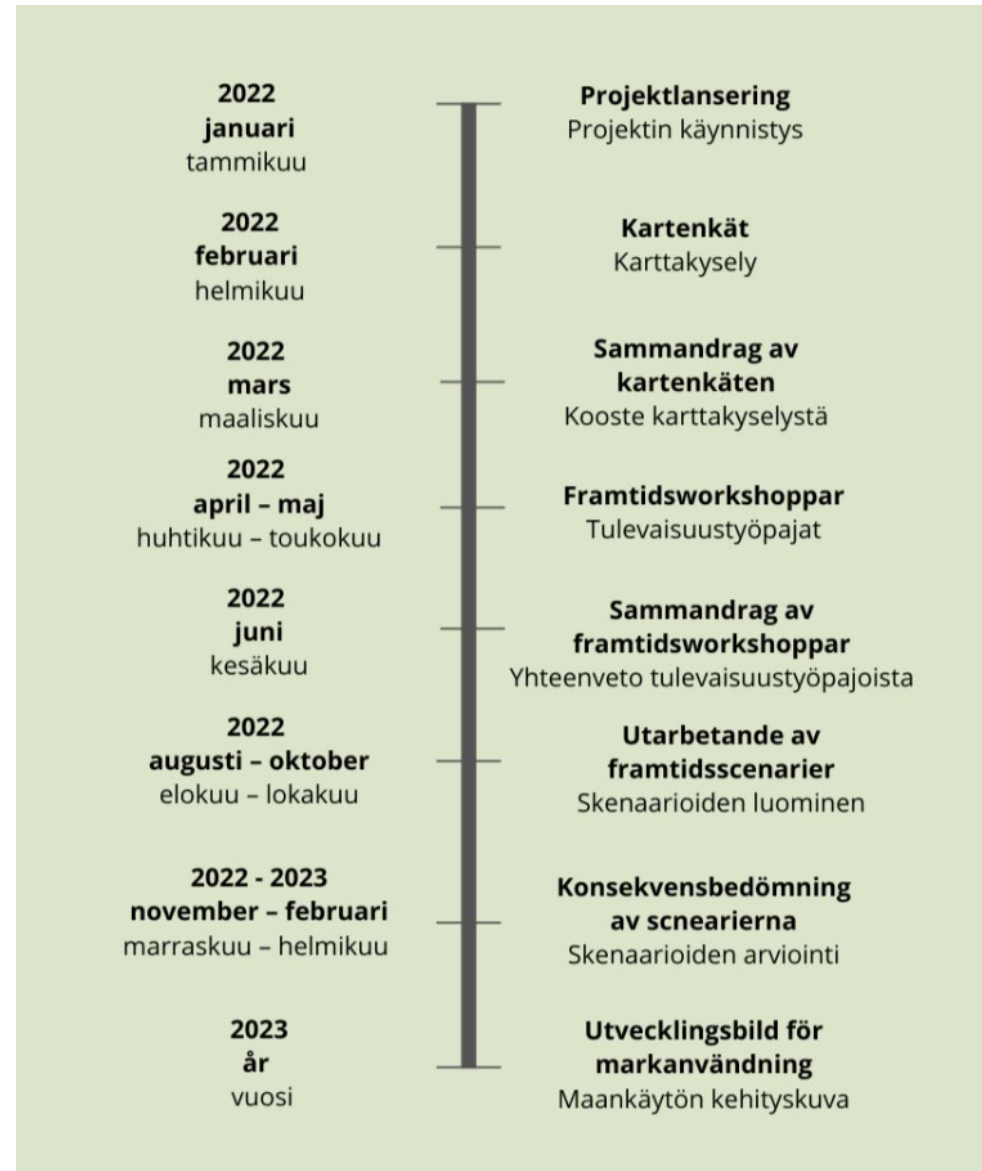 2022
januari
tammikuu
Projektlansering
Projektin käynnistys
2022
februari
helmikuu
Kartenkät
Karttakysely
2022
mars
maaliskuu
Sammandrag av
kartenkäten
Kooste karttakyselystä
2022
april – maj
huhtikuu – toukokuu
Framtidsworkshoppar
Tulevaisuustyöpajat
2022
juni
kesäkuu
Sammandrag av
framtidsworkshoppar
Yhteenveto tulevaisuustyöpajoista
2022
augusti – oktober
elokuu – lokakuu
Utarbetande av
framtidsscenarier
Skenaarioiden luominen
2022 - 2023
november – februari
marraskuu – helmikuu
Konsekvensbedömning
av scnearierna
Skenaarioiden arviointi
2023
år
vuosi
Utvecklingsbild för
markanvändning
Maankäytön kehityskuva